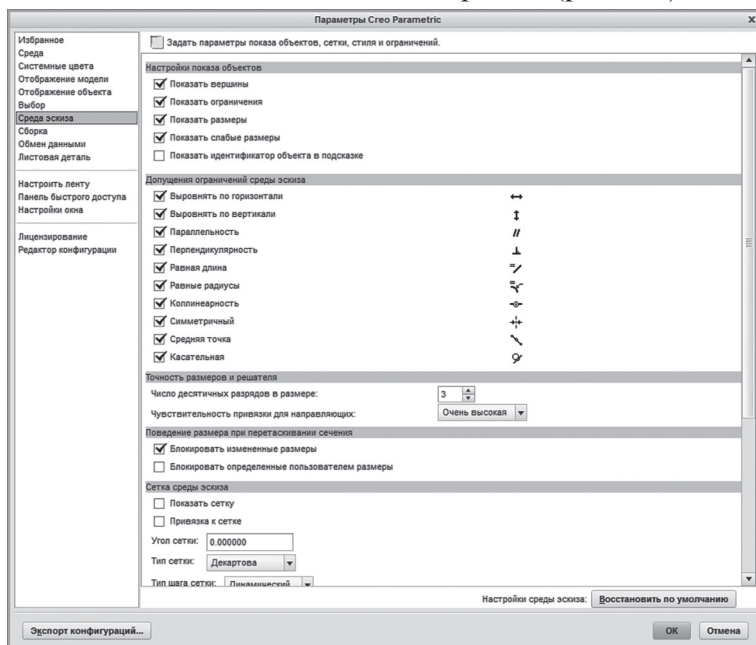 Параметры Creo Parametric
x
Избранное
Среда
Системные цвета
Отображение модели
Отображение объекта
Выбор
Среда эскиза
Сборка
Обмен данными
Листовая деталь
Настроить ленту
Панель быстрого доступа
Настройки окна
Лицензирование
Редактор конфигурации
Задать параметры показа объектов, сетки, стиля и ограничений.
Настройки показа объектов
Показать вершины
Показать ограничения
Показать размеры
Показать слабые размеры
Показать идентификатор объекта в подсказке
Допущения ограничений среды эскиза
Выровнять по горизонтали
Выровнять по вертикали
Параллельность
Перпендикулярность
Равная длина
Равные радиусы
Коллинеарность
Симметричный
Средняя точка
Касательная
Точность размеров и решателя
Число десятичных разрядов в размере: 3
Чувствительность привязки для направляющих: Очень высокая
Поведение размера при перетаскивании сечения
Блокировать измененные размеры
Блокировать определенные пользователем размеры
Сетка среды эскиза
Показать сетку
Привязка к сетке
Угол сетки: 0.000000
Тип сетки: Декартова
Тип шага сетки: Динамический
Настройки среды эскиза: Восстановить по умолчанию
Экспорт конфигураций...
ОК
Отмена